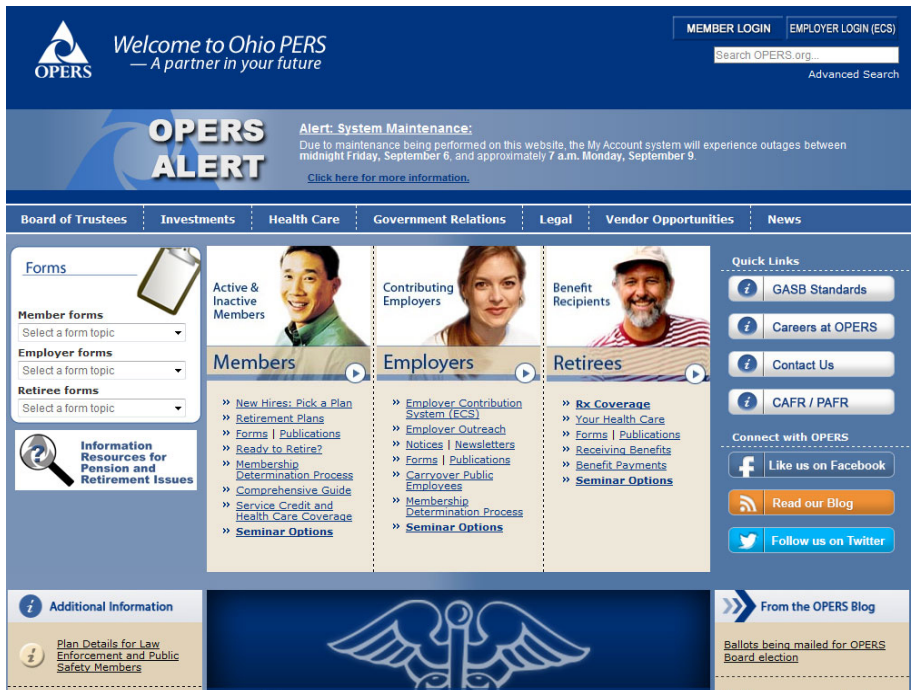 OPERS
Welcome to Ohio PERS
— A partner in your future
MEMBER LOGIN
EMPLOYER LOGIN (ECS)
Search OPERS.org...
Advanced Search
OPERS
ALERT
Alert: System Maintenance:
Due to maintenance being performed on this website, the My Account system will experience outages between
midnight Friday, September 6, and approximately 7 a.m. Monday, September 9.
Click here for more information.
Board of Trustees
Investments
Health Care
Government Relations
Legal
Vendor Opportunities
News
Forms
Member forms
Select a form topic
Employer forms
Select a form topic
Retiree forms
Select a form topic
Information
Resources for
Pension and
Retirement Issues
Active &
Inactive
Members
Members
» New Hires: Pick a Plan
» Retirement Plans
» Forms | Publications
» Ready to Retire?
» Membership
Determination Process
» Comprehensive Guide
» Service Credit and
Health Care Coverage
» Seminar Options
Contributing
Employers
Employers
» Employer Contribution
System (ECS)
» Employer Outreach
» Notices | Newsletters
» Forms | Publications
» Carryover Public
Employees
» Membership
Determination Process
» Seminar Options
Benefit
Recipients
Retirees
» Rx Coverage
» Your Health Care
» Forms | Publications
» Receiving Benefits
» Benefit Payments
» Seminar Options
Quick Links
GASB Standards
Careers at OPERS
Contact Us
CAFR / PAFR
Connect with OPERS
Like us on Facebook
Read our Blog
Follow us on Twitter
Additional Information
Plan Details for Law
Enforcement and Public
Safety Members
From the OPERS Blog
Ballots being mailed for OPERS
Board election